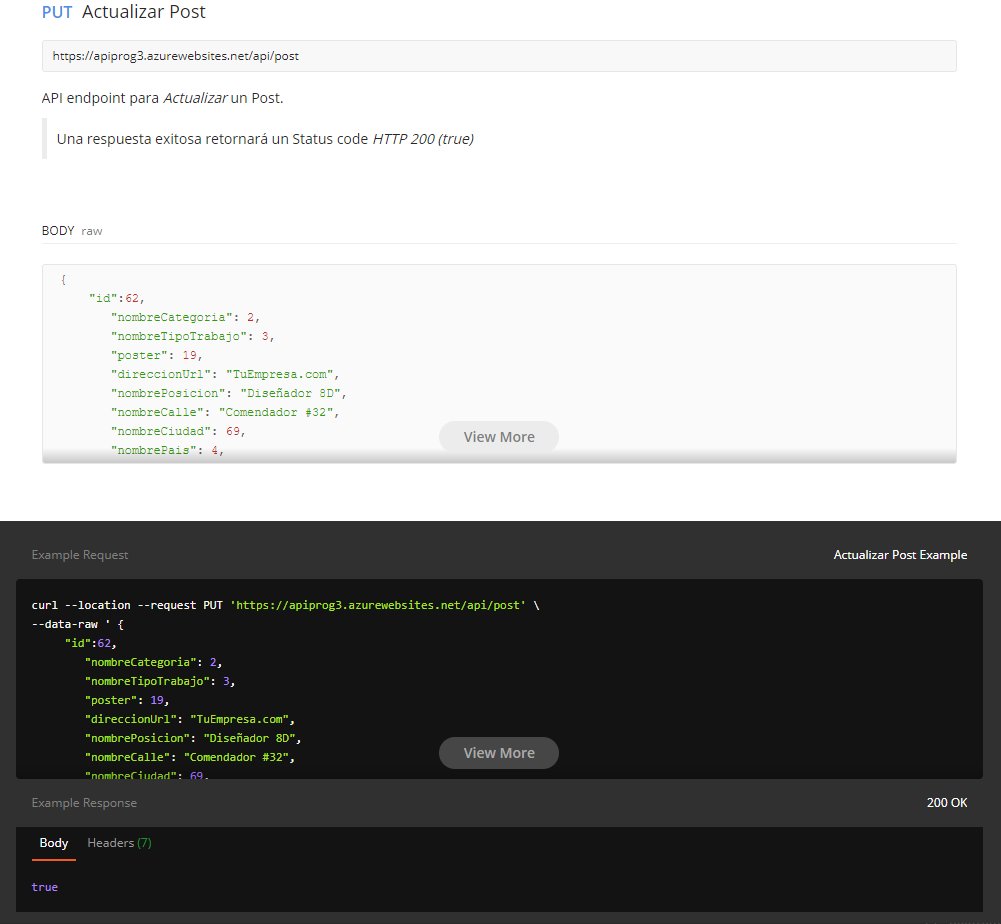 PUT Actualizar Post
https://apiprog3.azurewebsites.net/api/post
API endpoint para Actualizar un Post.
Una respuesta exitosa retornará un Status code HTTP 200 (true)
BODY raw
{
"id":62,
"nombreCategoria": 2,
"nombreTipoTrabajo": 3,
"poster": 19,
"direccionUrl": "TuEmpresa.com",
"nombrePosicion": "Diseñador 8D",
"nombreCalle": "Comendador #32",
"nombreCiudad": 69,
"nombrePais": 4,
View More
Example Request
Actualizar Post Example
curl --location --request PUT 'https://apiprog3.azurewebsites.net/api/post' \
--data-raw ' {
"id":62,
"nombreCategoria": 2,
"nombreTipoTrabajo": 3,
"poster": 19,
"direccionUrl": "TuEmpresa.com",
"nombrePosicion": "Diseñador 8D",
"nombreCalle": "Comendador #32",
"nombreCiudad": 69,
View More
Example Response
200 OK
Body
Headers (7)
true